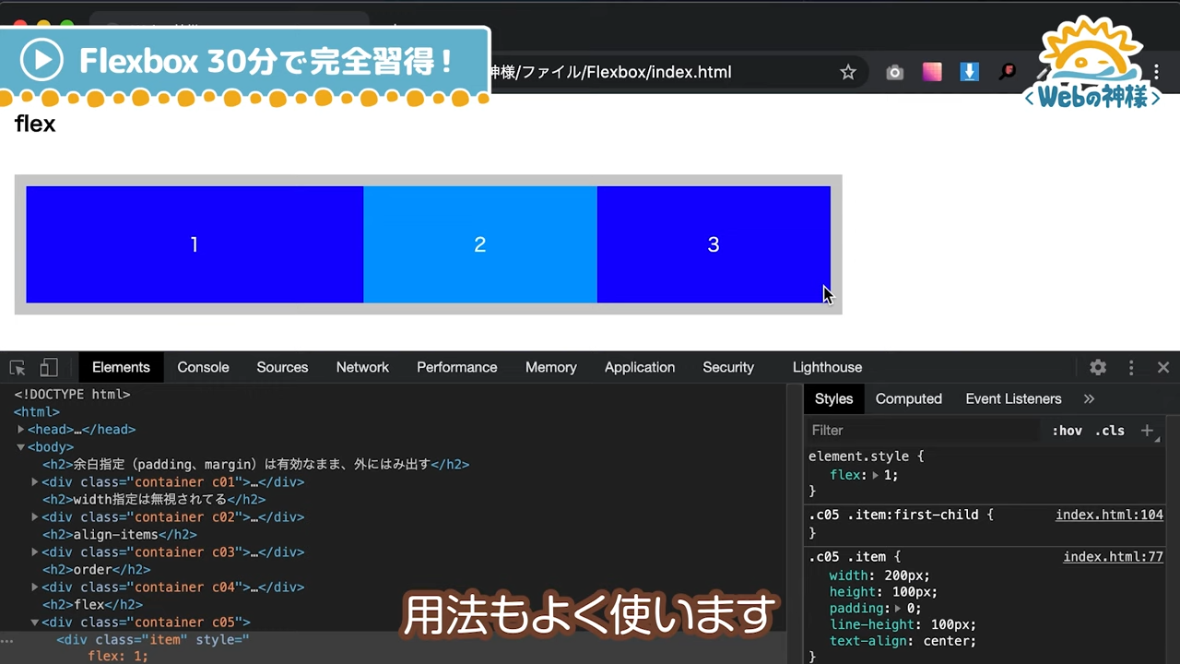 Flexbox 30分で完全習得！
神様/ファイル/Flexbox/index.html
<Webの神様>
flex
1
2
3
Elements
Console
Sources
Network
Performance
Memory
Application
Security
Lighthouse
<!DOCTYPE html>
<html>
<head>…</head>
<body>
<h2>余白指定（padding、margin）は有効なまま、外にはみ出す</h2>
<div class="container c01">…</div>
<h2>width指定は無視されてる</h2>
<div class="container c02">…</div>
<h2>align-items</h2>
<div class="container c03">…</div>
<h2>order</h2>
<div class="container c04">…</div>
<h2>flex</h2>
<div class="container c05">
<div class="item" style="
flex: 1;
Styles
Computed
Event Listeners
»
Filter
:hov
.cls
element.style {
flex: 1;
}
.c05 .item:first-child {
index.html:104
}
.c05 .item {
index.html:77
width: 200px;
height: 100px;
padding: 0;
line-height: 100px;
text-align: center;
}
用法もよく使います